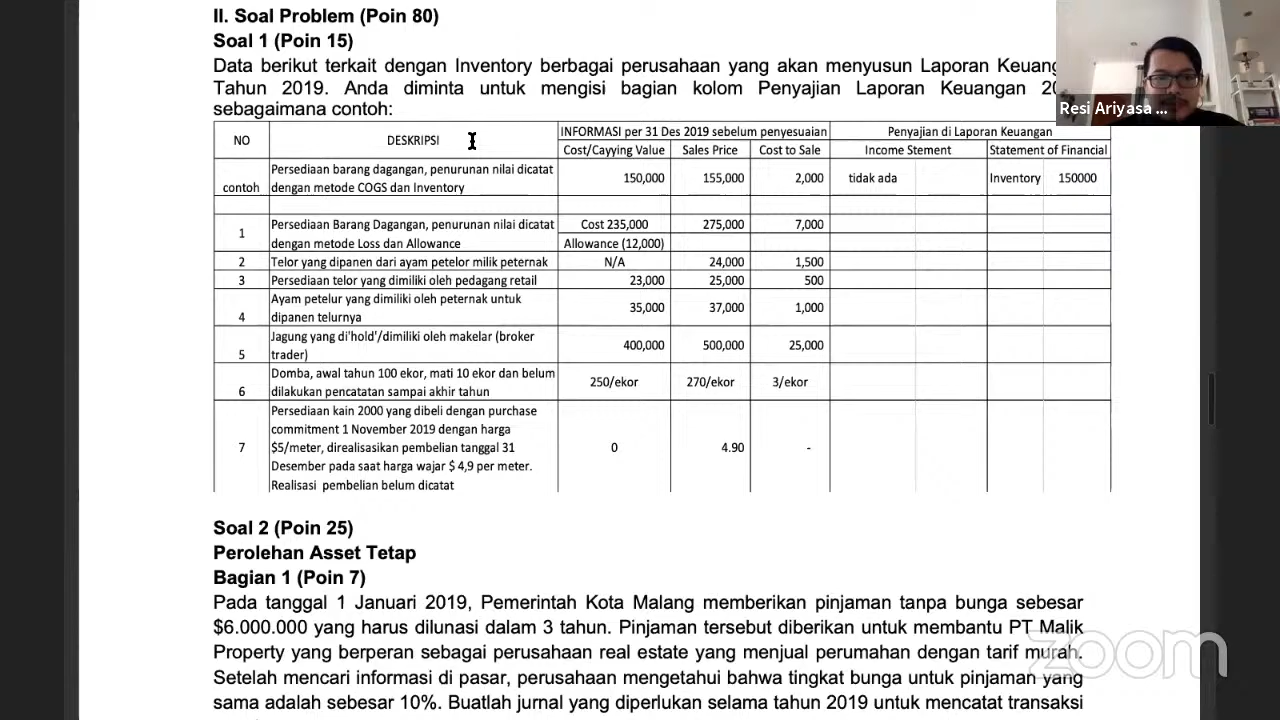 II. Soal Problem (Poin 80)
Soal 1 (Poin 15)
Data berikut terkait dengan Inventory berbagai perusahaan yang akan menyusun Laporan Keuang
Tahun 2019. Anda diminta untuk mengisi bagian kolom Penyajian Laporan Keuangan 20
sebagaimana contoh:
Resi Ariyasa ...
NO DESKRIPSI INFORMASI per 31 Des 2019 sebelum penyesuaian Penyajian di Laporan Keuangan
Cost/Cayying Value Sales Price Cost to Sale Income Stement Statement of Financial
contoh Persediaan barang dagangan, penurunan nilai dicatat 150,000 155,000 2,000 tidak ada Inventory 150000
dengan metode COGS dan Inventory
1 Persediaan Barang Dagangan, penurunan nilai dicatat Cost 235,000 275,000 7,000
dengan metode Loss dan Allowance Allowance (12,000)
2 Telor yang dipanen dari ayam petelor milik peternak N/A 24,000 1,500
3 Persediaan telor yang dimiliki oleh pedagang retail 23,000 25,000 500
4 Ayam petelur yang dimiliki oleh peternak untuk 35,000 37,000 1,000
dipanen telurnya
5 Jagung yang di'hold'/dimiliki oleh makelar (broker 400,000 500,000 25,000
trader)
6 Domba, awal tahun 100 ekor, mati 10 ekor dan belum 250/ekor 270/ekor 3/ekor
dilakukan pencatatan sampai akhir tahun
7 Persediaan kain 2000 yang dibeli dengan purchase
commitment 1 November 2019 dengan harga
$5/meter, direalisasikan pembelian tanggal 31 0 4.90 -
Desember pada saat harga wajar $ 4,9 per meter.
Realisasi pembelian belum dicatat
Soal 2 (Poin 25)
Perolehan Asset Tetap
Bagian 1 (Poin 7)
Pada tanggal 1 Januari 2019, Pemerintah Kota Malang memberikan pinjaman tanpa bunga sebesar
$6.000.000 yang harus dilunasi dalam 3 tahun. Pinjaman tersebut diberikan untuk membantu PT Malik
Property yang berperan sebagai perusahaan real estate yang menjual perumahan dengan tarif murah.
Setelah mencari informasi di pasar, perusahaan mengetahui bahwa tingkat bunga untuk pinjaman yang
sama adalah sebesar 10%. Buatlah jurnal yang diperlukan selama tahun 2019 untuk mencatat transaksi
zoom